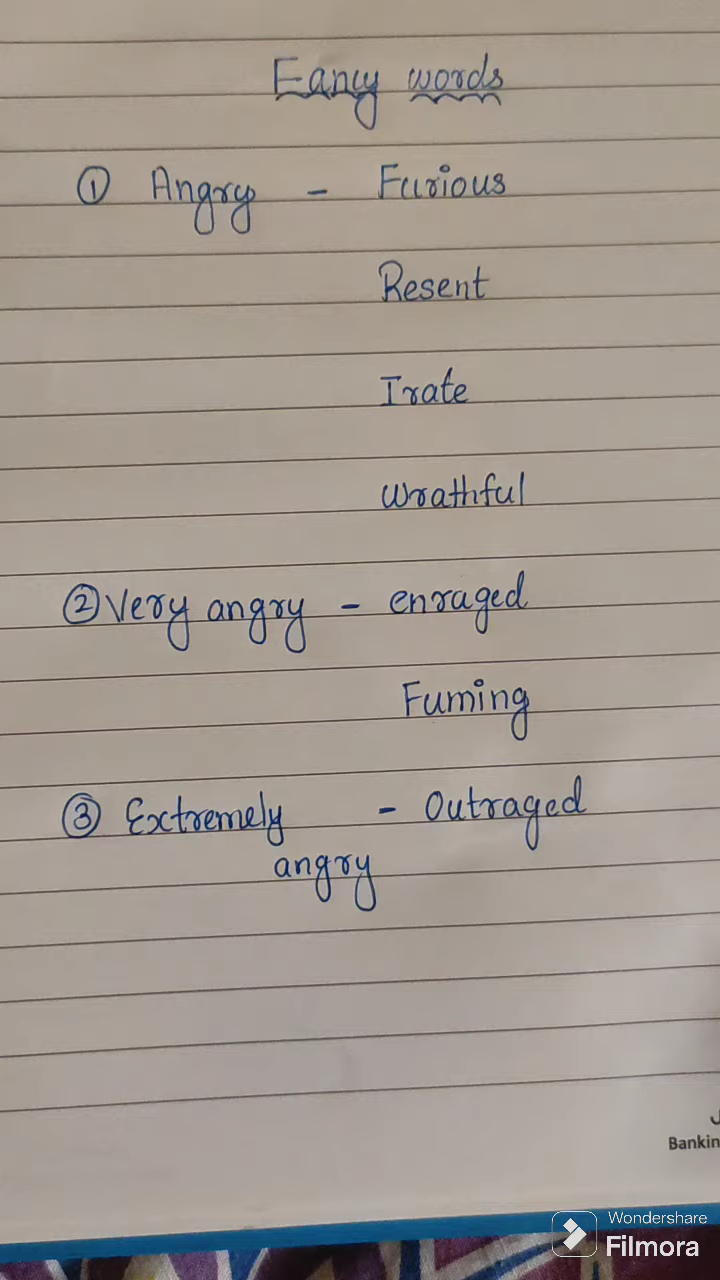 Fancy words
① Angry - Furious
Resent
Irate
Wrathful
② Very angry - enraged
Fuming
③ Extremely - Outraged
angry
Bankin
Wondershare
Filmora